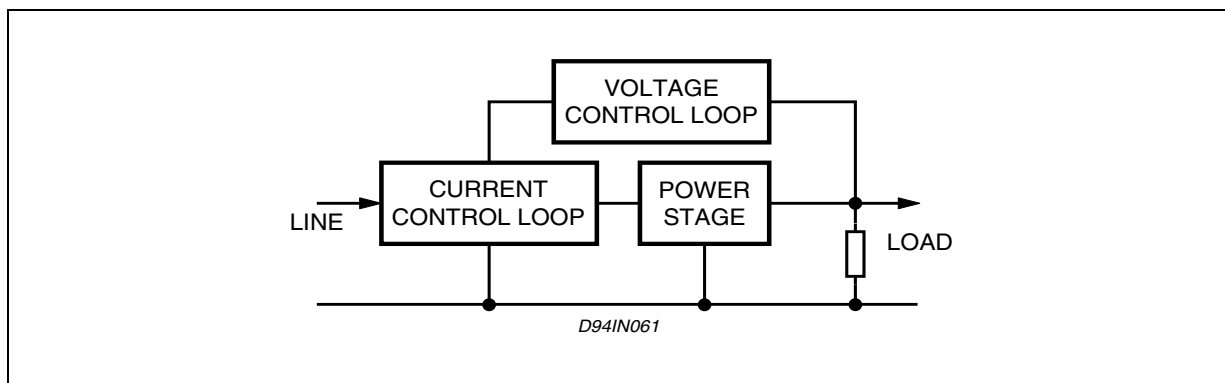 VOLTAGE
CONTROL LOOP
CURRENT
CONTROL LOOP
POWER
STAGE
LINE
LOAD
D94IN061